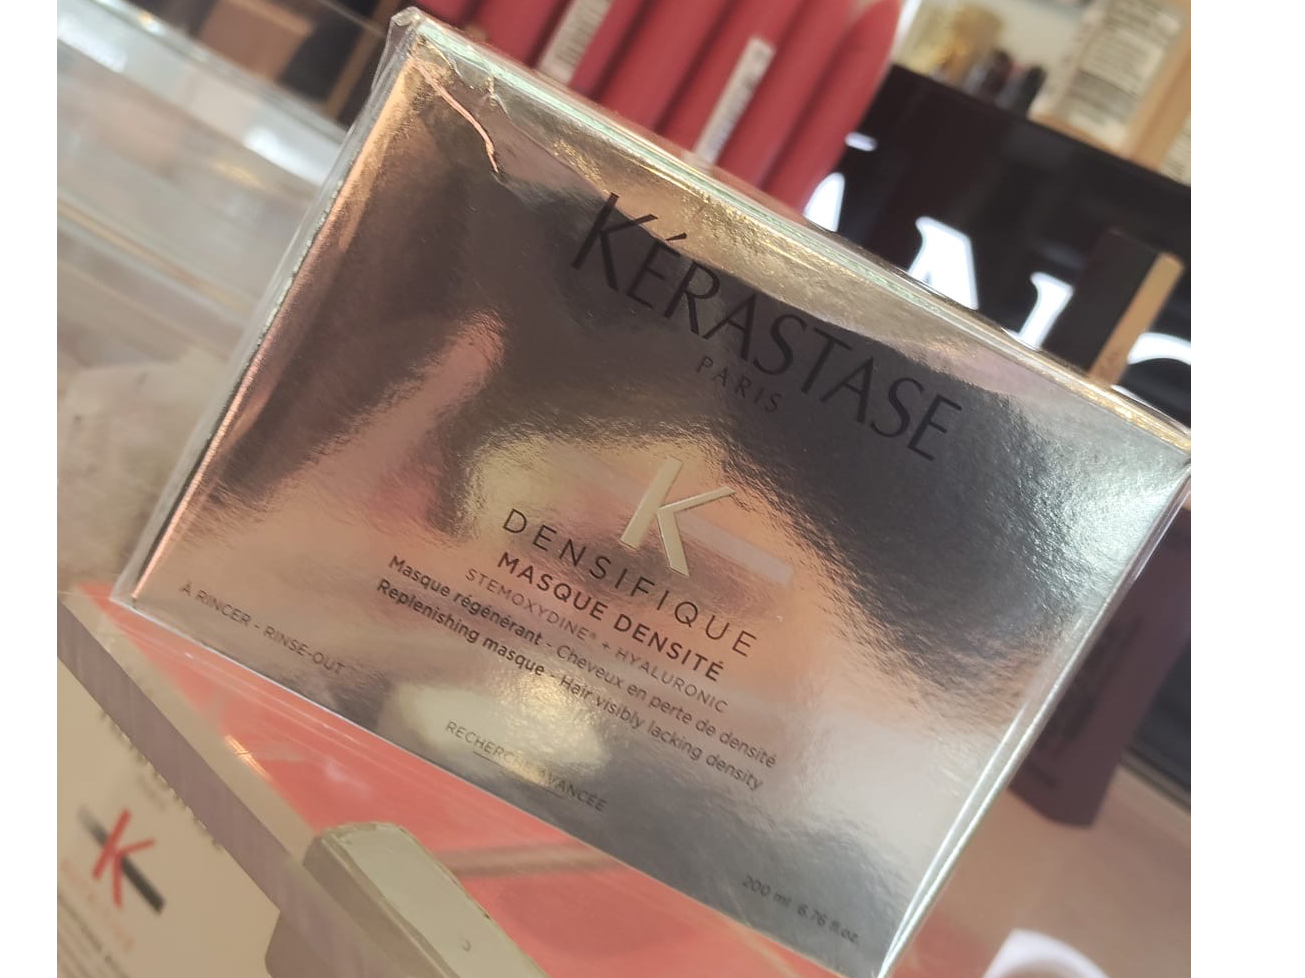 KÉRASTASE
PARIS
K
DENSIFIQUE
MASQUE DENSITÉ
STEMOXYDINE® + HYALURONIC
Masque régénérant - Cheveux en perte de densité
Replenishing masque - Hair visibly lacking density
À RINCER - RINSE-OUT
RECHERCHE AVANCÉE
200 ml 6.76 fl.oz.
K